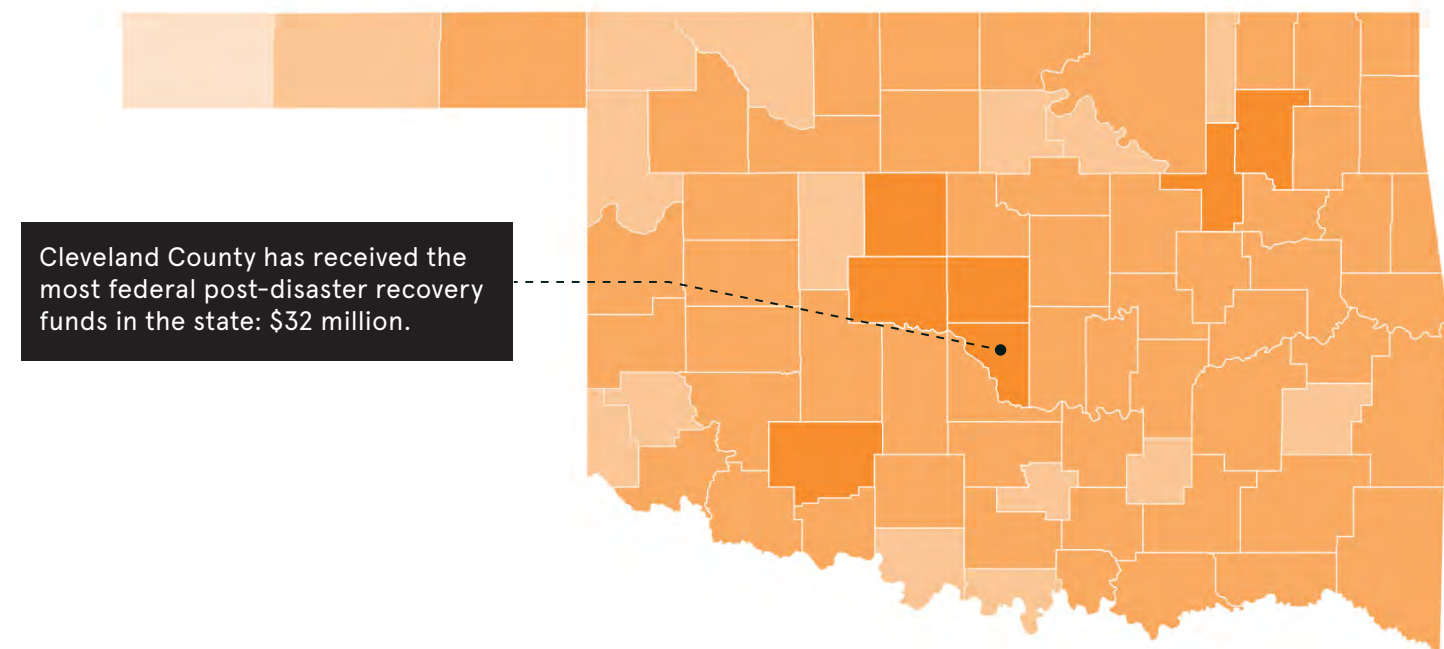 Cleveland County has received the
most federal post-disaster recovery
funds in the state: $32 million.